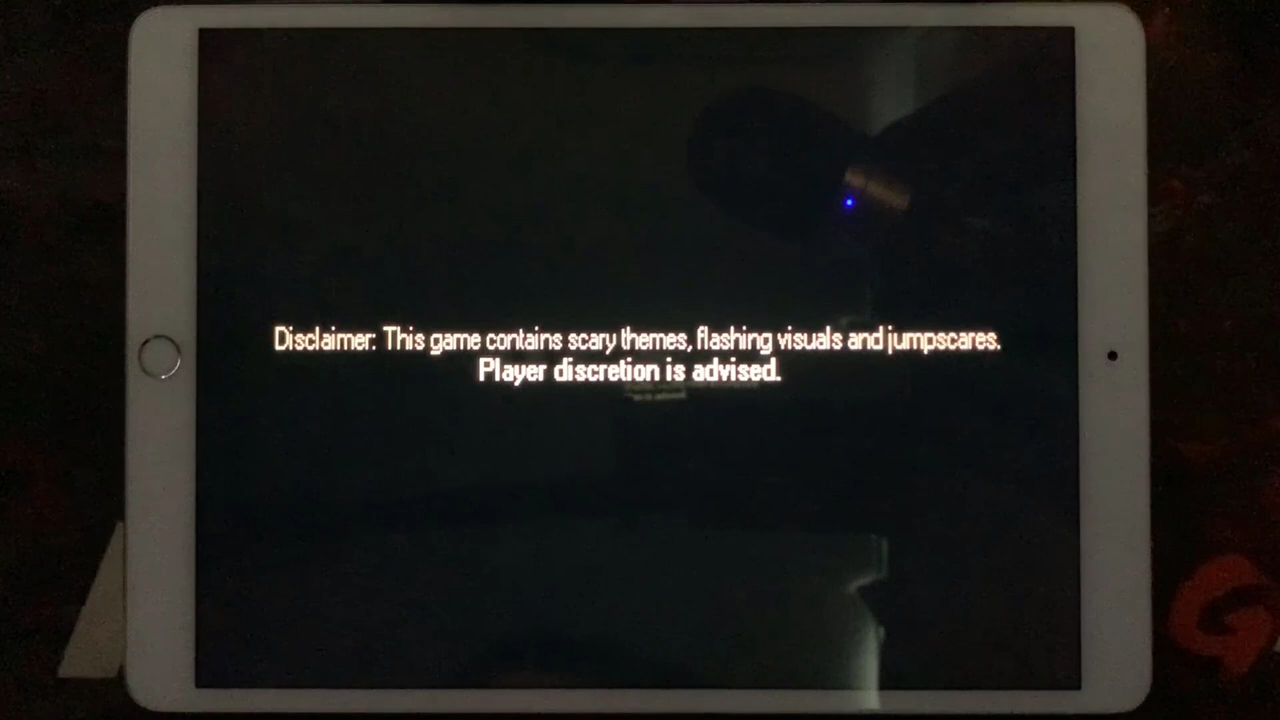 Disclaimer: This game contains scary themes, flashing visuals and jumpscares.
Player discretion is advised.